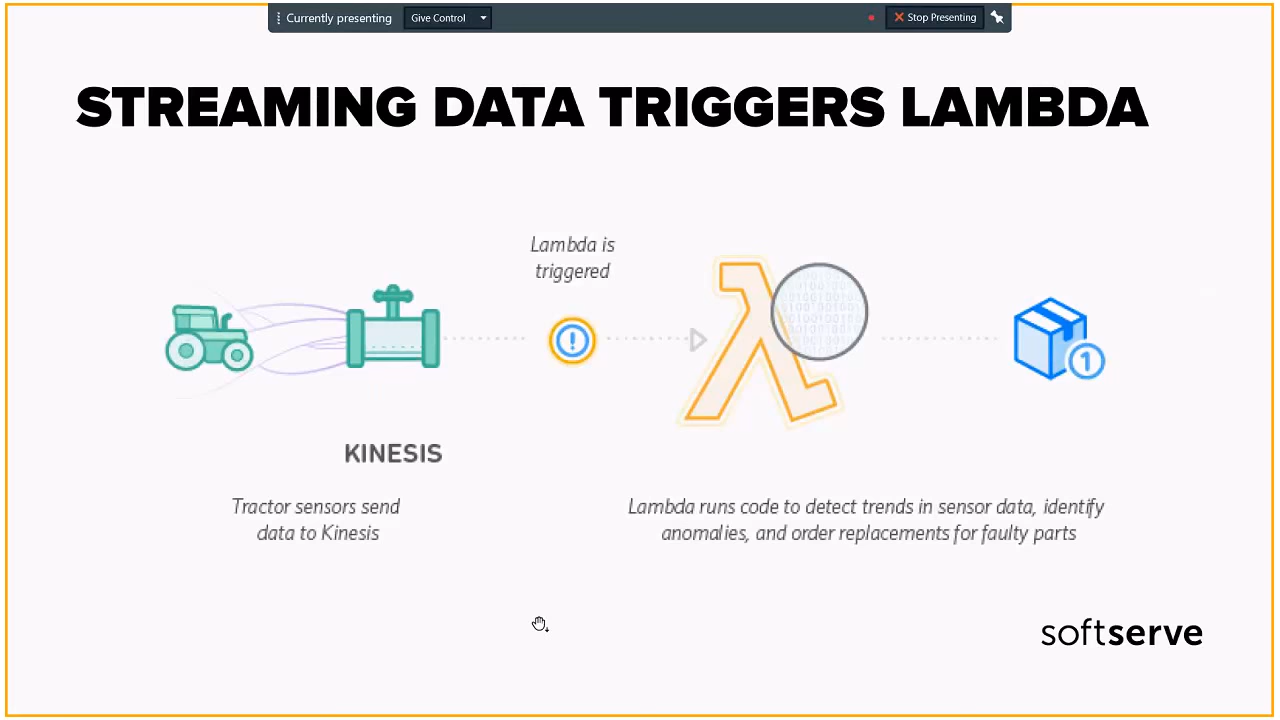 Currently presenting
Give Control
Stop Presenting
STREAMING DATA TRIGGERS LAMBDA
Lambda is
triggered
!
1
KINESIS
Tractor sensors send
data to Kinesis
Lambda runs code to detect trends in sensor data, identify
anomalies, and order replacements for faulty parts
softserve